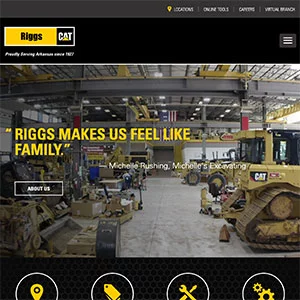 LOCATIONS | ONLINE TOOLS | CAREERS | VIRTUAL BRANCH
Riggs CAT
Proudly Serving Arkansas since 1927
“ RIGGS MAKES US FEEL LIKE
FAMILY.”
— Michelle Rushing, Michelle's Excavating
ABOUT US
CAT